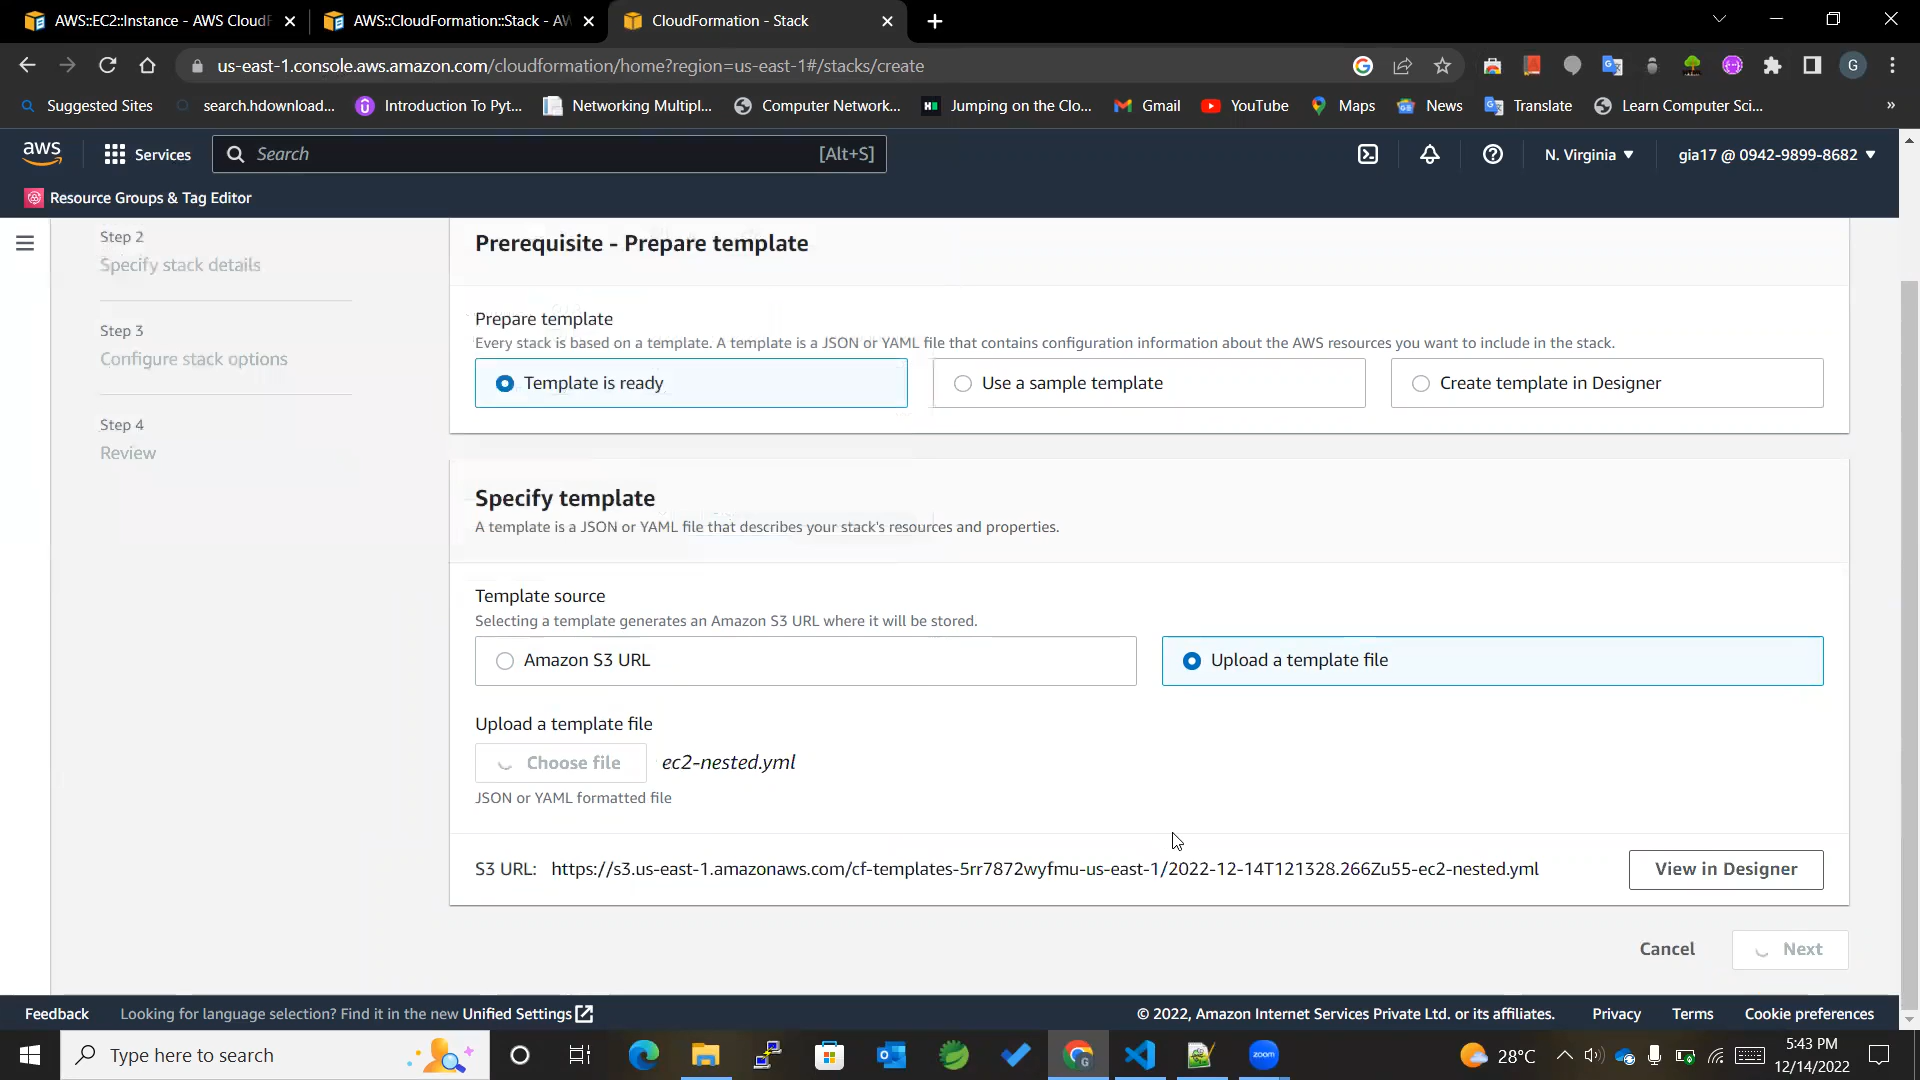 AWS::EC2::Instance - AWS CloudF
AWS::CloudFormation::Stack - AW
CloudFormation - Stack
us-east-1.console.aws.amazon.com/cloudformation/home?region=us-east-1#/stacks/create
G
Suggested Sites
search.hdownload...
Introduction To Pyt...
Networking Multipl...
Computer Network...
Jumping on the Clo...
Gmail
YouTube
Maps
News
Translate
Learn Computer Sci...
»
aws
Services
Search
[Alt+S]
N. Virginia
gia17 @ 0942-9899-8682
Resource Groups & Tag Editor
Step 2
Specify stack details
Step 3
Configure stack options
Step 4
Review
Prerequisite - Prepare template
Prepare template
Every stack is based on a template. A template is a JSON or YAML file that contains configuration information about the AWS resources you want to include in the stack.
Template is ready
Use a sample template
Create template in Designer
Specify template
A template is a JSON or YAML file that describes your stack's resources and properties.
Template source
Selecting a template generates an Amazon S3 URL where it will be stored.
Amazon S3 URL
Upload a template file
Upload a template file
Choose file
ec2-nested.yml
JSON or YAML formatted file
S3 URL: https://s3.us-east-1.amazonaws.com/cf-templates-5rr7872wyfmu-us-east-1/2022-12-14T121328.266Zu55-ec2-nested.yml
View in Designer
Cancel
Next
Feedback
Looking for language selection? Find it in the new Unified Settings
© 2022, Amazon Internet Services Private Ltd. or its affiliates.
Privacy
Terms
Cookie preferences
Type here to search
zoom
28°C
5:43 PM
12/14/2022